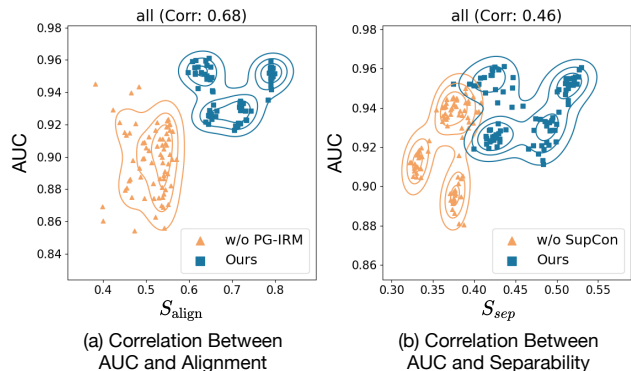 all (Corr: 0.68)
0.98
0.96
0.94
0.92
0.90
0.88
0.86
0.84
AUC
w/o PG-IRM
Ours
0.4 0.5 0.6 0.7 0.8
S_align
(a) Correlation Between
AUC and Alignment
all (Corr: 0.46)
0.98
0.96
0.94
0.92
0.90
0.88
0.86
AUC
w/o SupCon
Ours
0.30 0.35 0.40 0.45 0.50 0.55
S_sep
(b) Correlation Between
AUC and Separability